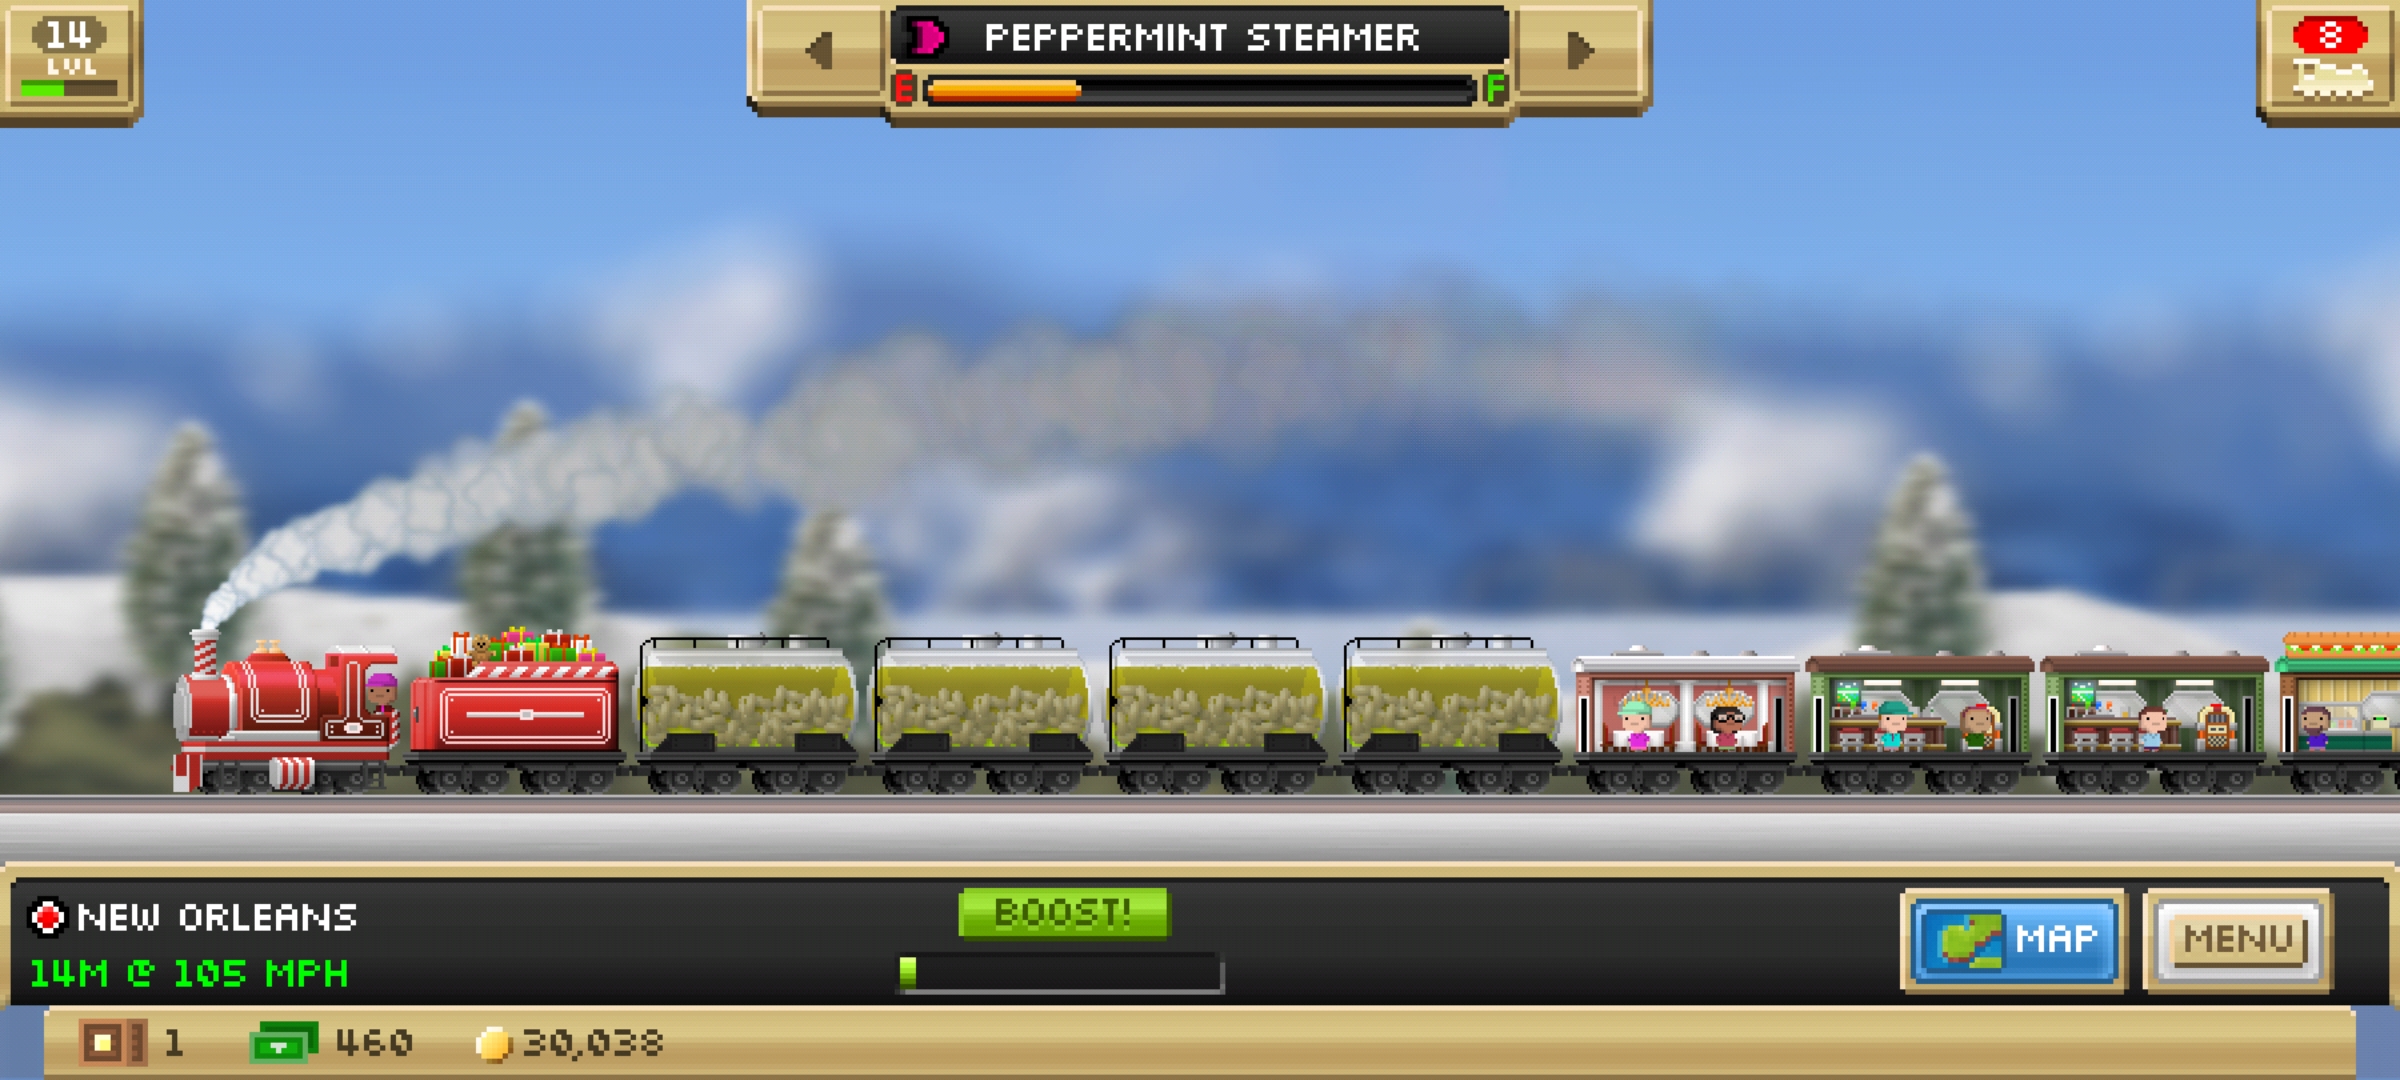 14
LVL
PEPPERMINT STEAMER
E
F
8
NEW ORLEANS
14M @ 105 MPH
BOOST!
MAP
MENU
1
460
30,038